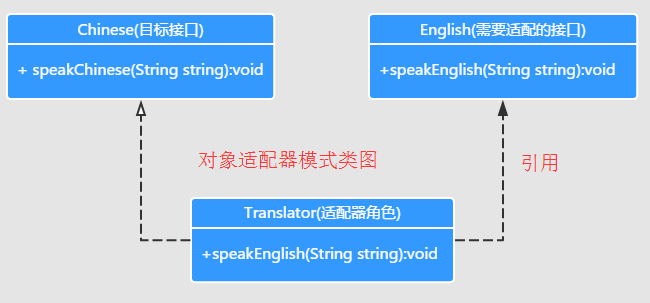 Chinese(目标接口)
+ speakChinese(String string):void
English(需要适配的接口)
+speakEnglish(String string):void
对象适配器模式类图
引用
Translator(适配器角色)
+speakEnglish(String string):void